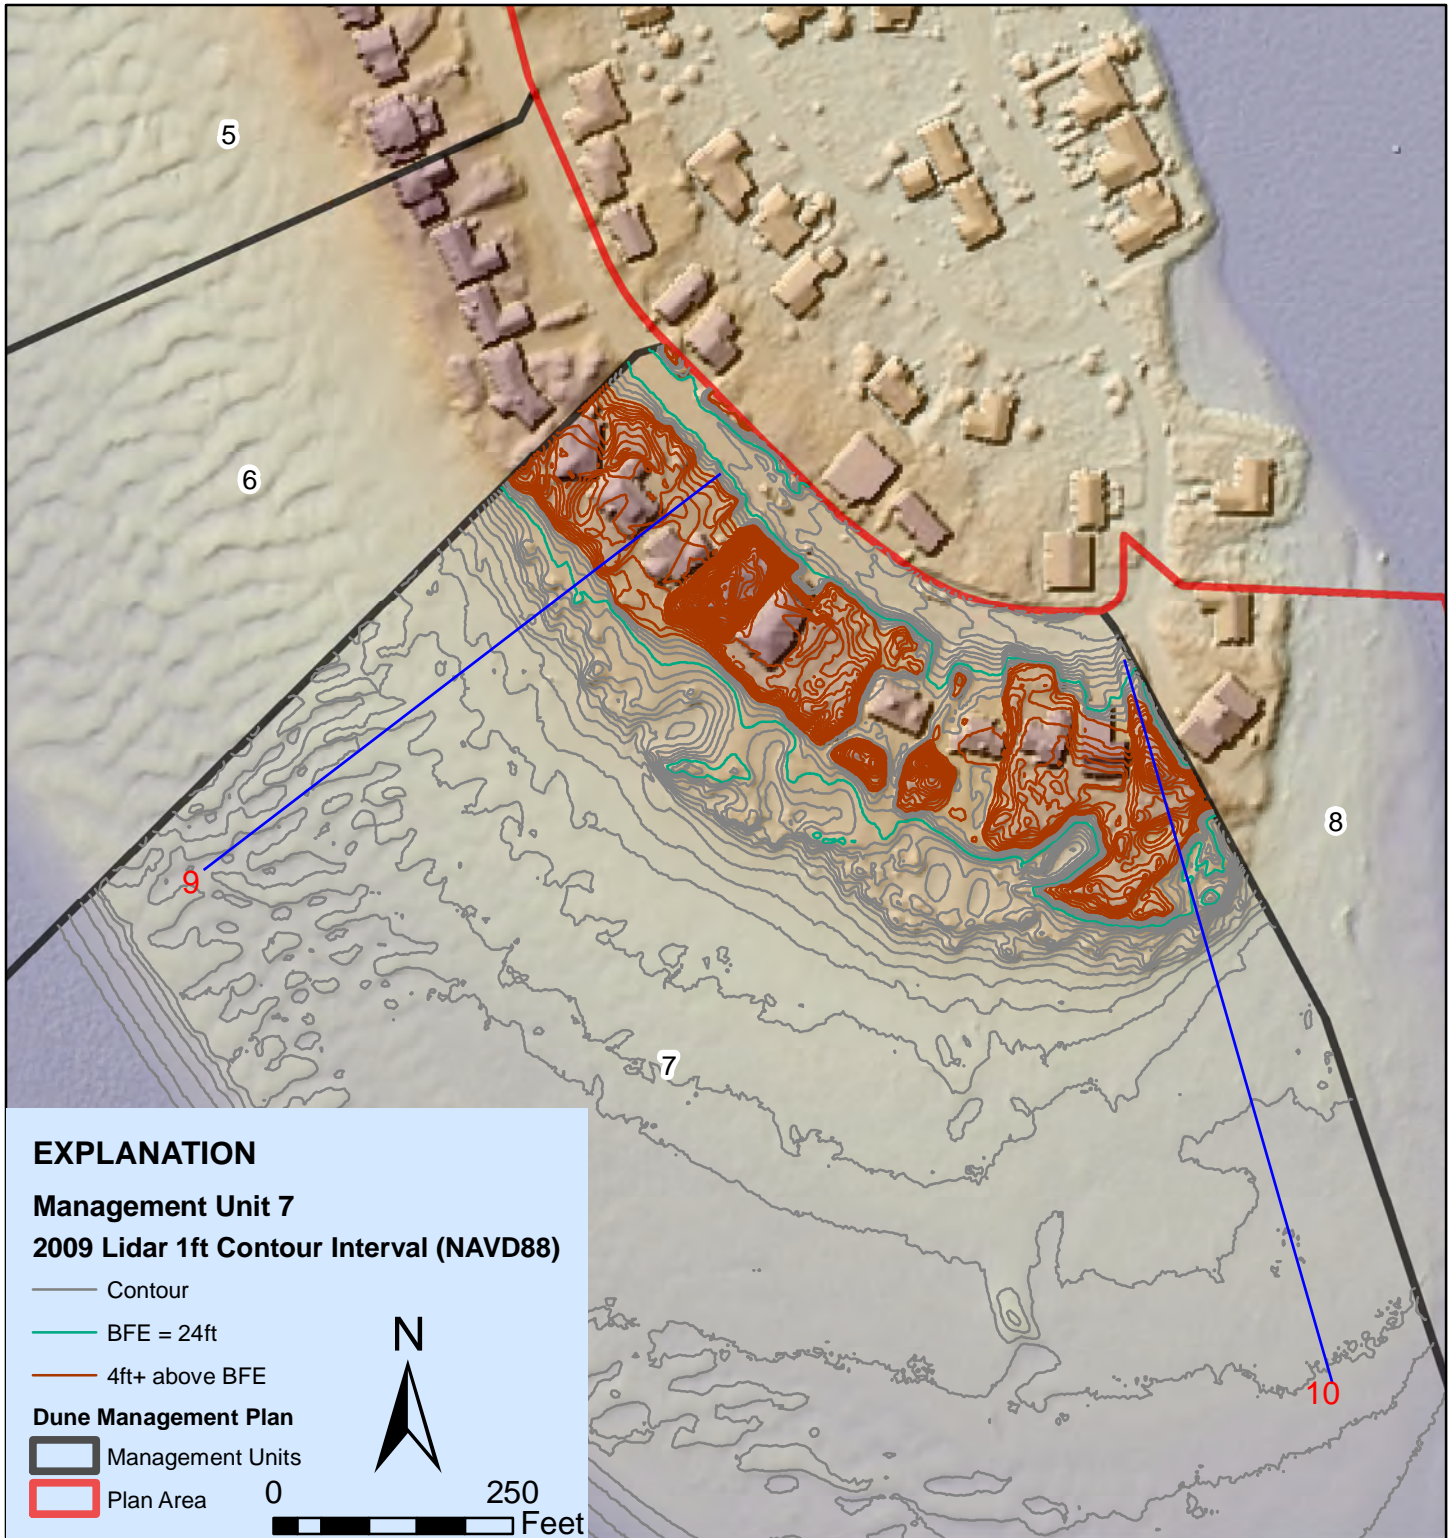 5
6
9
7
8
10
EXPLANATION
Management Unit 7
2009 Lidar 1ft Contour Interval (NAVD88)
Contour
BFE = 24ft
4ft+ above BFE
N
Dune Management Plan
Management Units
Plan Area
0 250
Feet